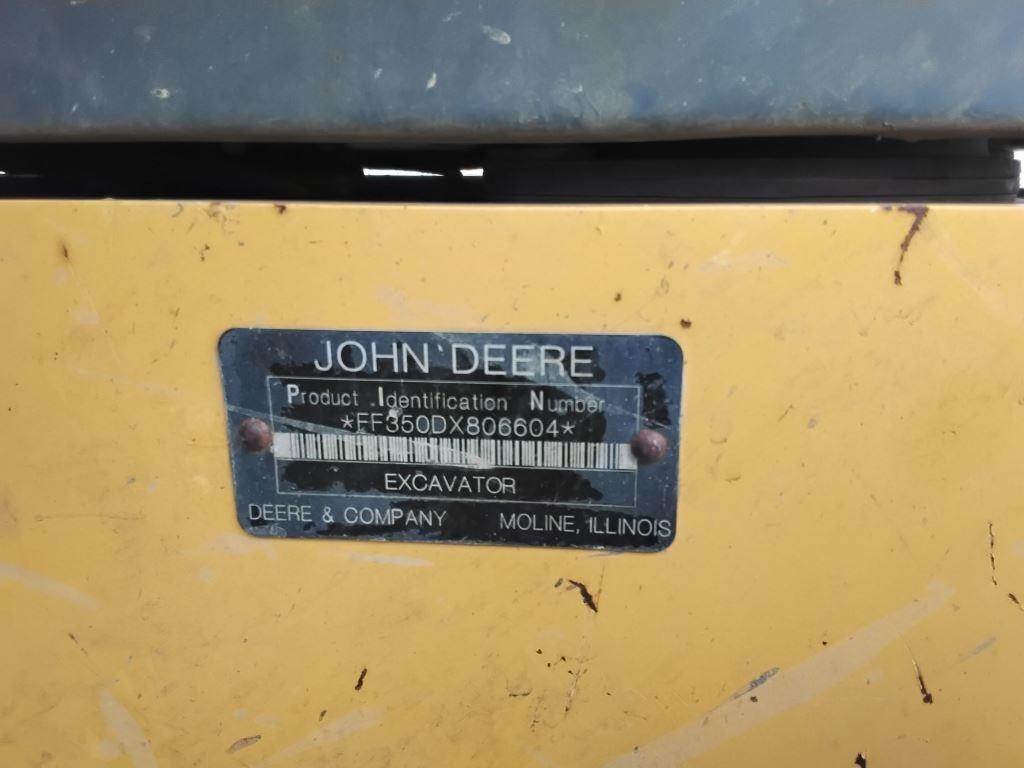 JOHN DEERE
Product Identification Number
*FF350DX806604*
EXCAVATOR
DEERE & COMPANY MOLINE, ILLINOIS